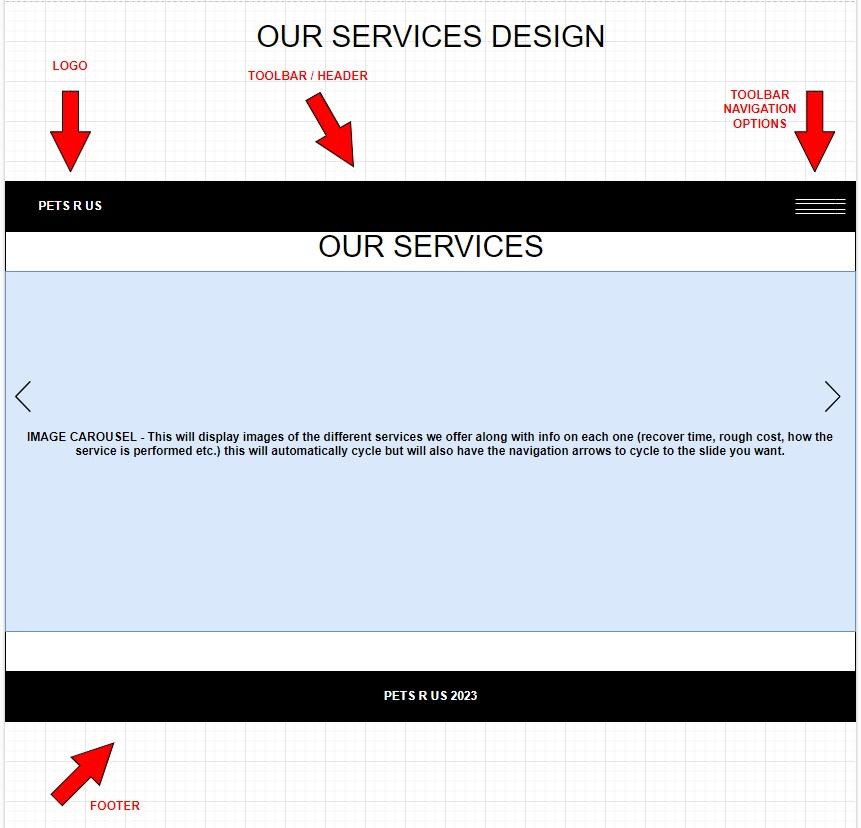 OUR SERVICES DESIGN
LOGO
TOOLBAR / HEADER
TOOLBAR
NAVIGATION
OPTIONS
PETS R US
OUR SERVICES
IMAGE CAROUSEL - This will display images of the different services we offer along with info on each one (recover time, rough cost, how the
service is performed etc.) this will automatically cycle but will also have the navigation arrows to cycle to the slide you want.
PETS R US 2023
FOOTER